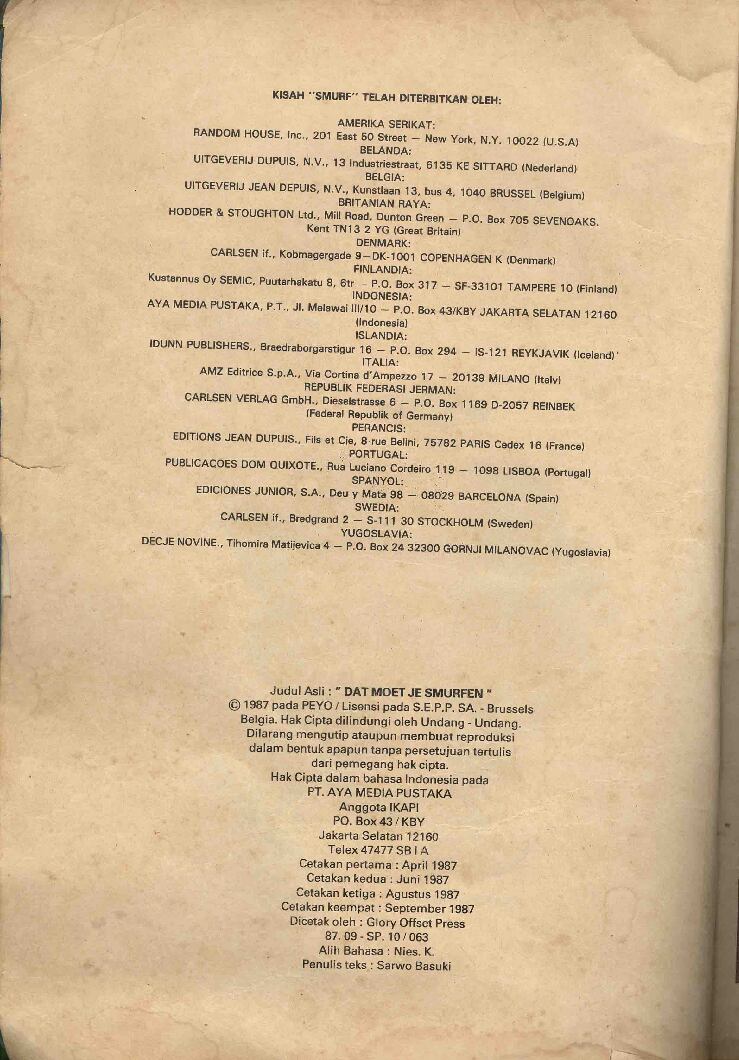 KISAH "SMURF" TELAH DITERBITKAN OLEH:
AMERIKA SERIKAT:
RANDOM HOUSE, Inc., 201 East 50 Street — New York, N.Y. 10022 (U.S.A)
BELANDA:
UITGEVERIJ DUPUIS, N.V., 13 Industriestraat, 6135 KE SITTARD (Nederland)
BELGIA:
UITGEVERIJ JEAN DEPUIS, N.V., Kunstlaan 13, bus 4, 1040 BRUSSEL (Belgium)
BRITANIAN RAYA:
HODDER & STOUGHTON Ltd., Mill Road, Dunton Green — P.O. Box 705 SEVENOAKS.
Kent TN13 2 YG (Great Britain)
DENMARK:
CARLSEN if., Kobmagergade 9—DK-1001 COPENHAGEN K (Denmark)
FINLANDIA:
Kustannus Oy SEMIC, Puutarhakatu 8, 6tr — P.O. Box 317 — SF-33101 TAMPERE 10 (Finland)
INDONESIA:
AYA MEDIA PUSTAKA, P.T., Jl. Melawai III/10 — P.O. Box 43/KBY JAKARTA SELATAN 12160
(Indonesia)
ISLANDIA:
IDUNN PUBLISHERS., Braedraborgarstigur 16 — P.O. Box 294 — IS-121 REYKJAVIK (Iceland)
ITALIA:
AMZ Editrice S.p.A., Via Cortina d'Ampezzo 17 — 20139 MILANO (Italy)
REPUBLIK FEDERASI JERMAN:
CARLSEN VERLAG GmbH., Dieselstrasse 6 — P.O. Box 1169 D-2057 REINBEK
(Federal Republik of Germany)
PERANCIS:
EDITIONS JEAN DUPUIS., Fils et Cie, 8 rue Belini, 75782 PARIS Cedex 16 (France)
PORTUGAL:
PUBLICACOES DOM QUIXOTE., Rua Luciano Cordeiro 119 — 1098 LISBOA (Portugal)
SPANYOL:
EDICIONES JUNIOR, S.A., Deu y Mata 98 — 08029 BARCELONA (Spain)
SWEDIA:
CARLSEN if., Bredgrand 2 — S-111 30 STOCKHOLM (Sweden)
YUGOSLAVIA:
DECJE NOVINE., Tihomira Matijevica 4 — P.O. Box 24 32300 GORNJI MILANOVAC (Yugoslavia)
Judul Asli : " DAT MOET JE SMURFEN "
© 1987 pada PEYO / Lisensi pada S.E.P.P. SA. - Brussels
Belgia. Hak Cipta dilindungi oleh Undang - Undang.
Dilarang mengutip ataupun membuat reproduksi
dalam bentuk apapun tanpa persetujuan tertulis
dari pemegang hak cipta.
Hak Cipta dalam bahasa Indonesia pada
PT. AYA MEDIA PUSTAKA
Anggota IKAPI
PO. Box 43 / KBY
Jakarta Selatan 12160
Telex 47477 SB I A
Cetakan pertama : April 1987
Cetakan kedua : Juni 1987
Cetakan ketiga : Agustus 1987
Cetakan keempat : September 1987
Dicetak oleh : Glory Offset Press
87. 09 - SP. 10 / 063
Alih Bahasa : Nies. K.
Penulis teks : Sarwo Basuki